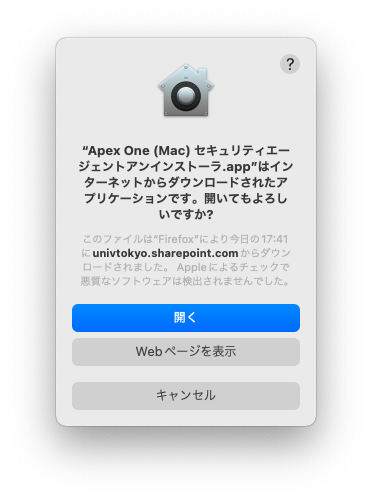 ?
“Apex One (Mac) セキュリティエー
ジェントアンインストーラ.app”はイン
ターネットからダウンロードされたア
プリケーションです。開いてもよろし
いですか?
このファイルは“Firefox”により今日の17:41
にunivtokyo.sharepoint.comからダウン
ロードされました。Appleによるチェックで
悪質なソフトウェアは検出されませんでした。
開く
Webページを表示
キャンセル